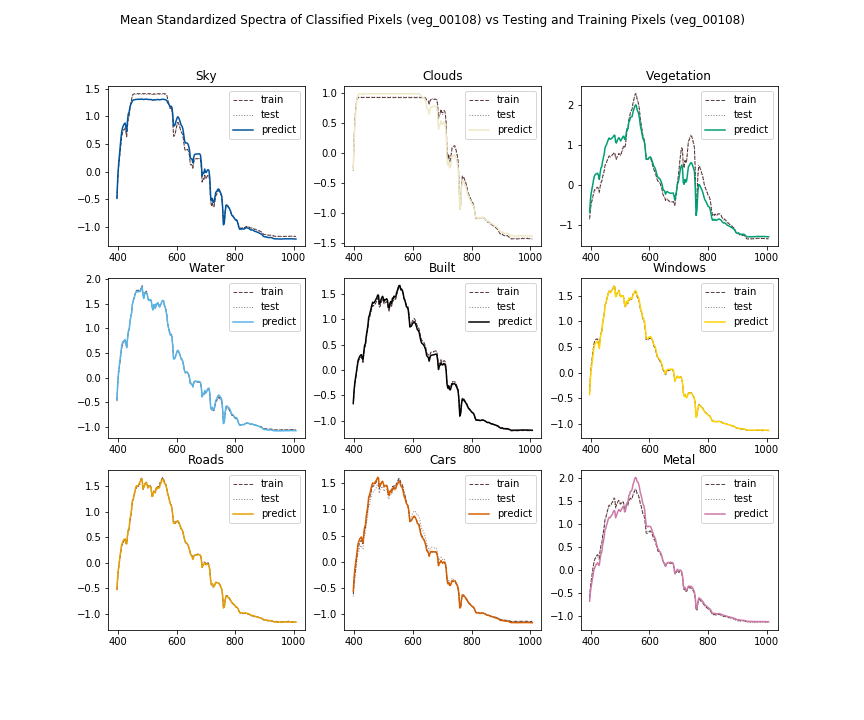 Mean Standardized Spectra of Classified Pixels (veg_00108) vs Testing and Training Pixels (veg_00108)
Sky
Clouds
Vegetation
1.5
1.0
0.5
0.0
−0.5
−1.0
train
test
predict
400 600 800 1000
1.0
0.5
0.0
−0.5
−1.0
−1.5
train
test
predict
400 600 800 1000
2
1
0
−1
train
test
predict
400 600 800 1000
Water
Built
Windows
2.0
1.5
1.0
0.5
0.0
−0.5
−1.0
train
test
predict
400 600 800 1000
1.5
1.0
0.5
0.0
−0.5
−1.0
train
test
predict
400 600 800 1000
1.5
1.0
0.5
0.0
−0.5
−1.0
train
test
predict
400 600 800 1000
Roads
Cars
Metal
1.5
1.0
0.5
0.0
−0.5
−1.0
train
test
predict
400 600 800 1000
1.5
1.0
0.5
0.0
−0.5
−1.0
train
test
predict
400 600 800 1000
2.0
1.5
1.0
0.5
0.0
−0.5
−1.0
train
test
predict
400 600 800 1000